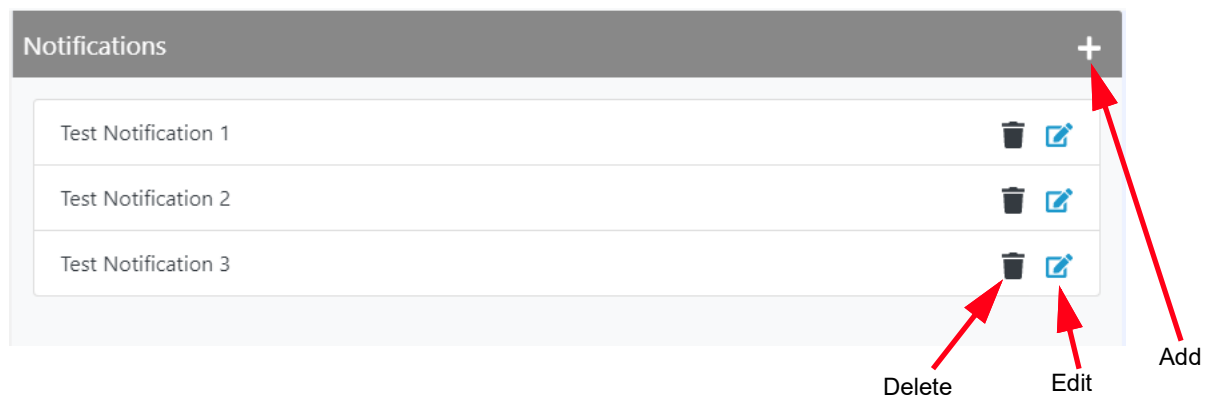 Notifications
Test Notification 1
Test Notification 2
Test Notification 3
Delete
Edit
Add